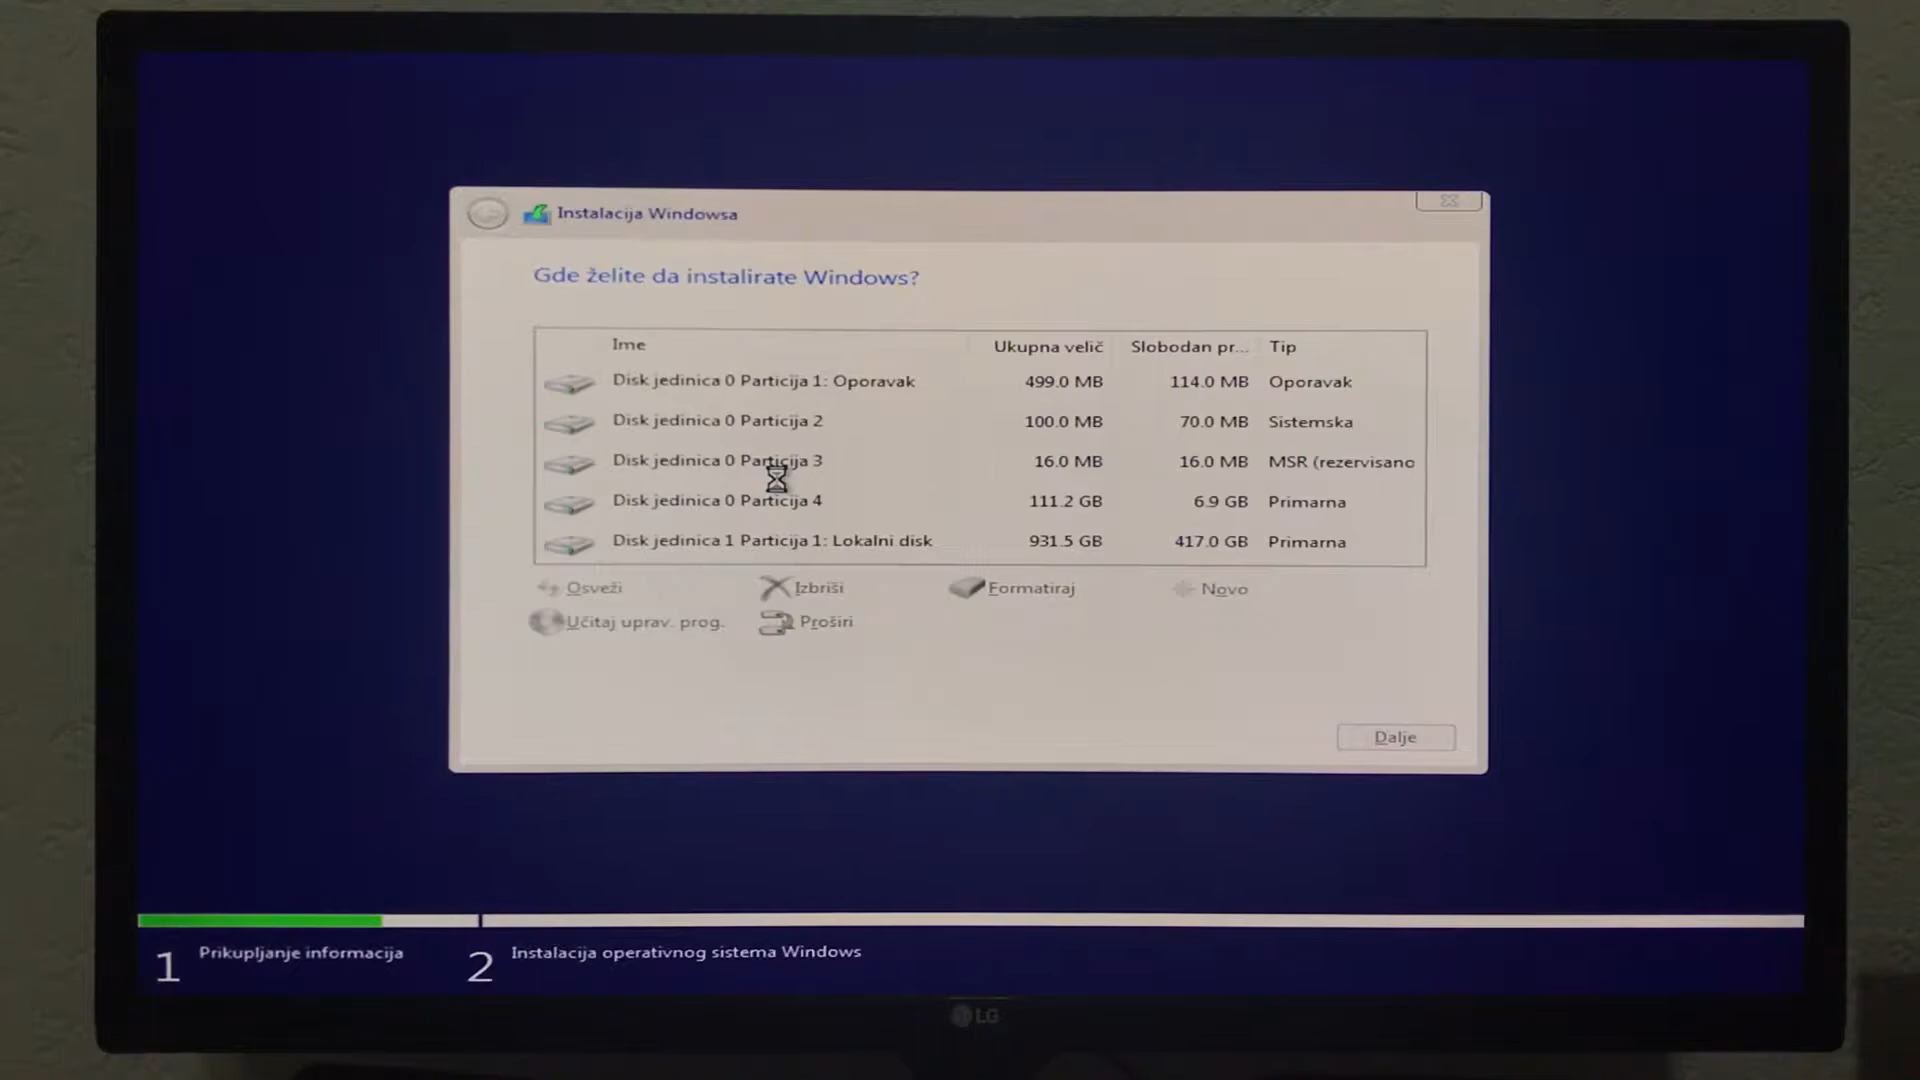 Instalacija Windowsa
Gde želite da instalirate Windows?
Ime Ukupna velič Slobodan pr... Tip
Disk jedinica 0 Particija 1: Oporavak 499.0 MB 114.0 MB Oporavak
Disk jedinica 0 Particija 2 100.0 MB 70.0 MB Sistemska
Disk jedinica 0 Particija 3 16.0 MB 16.0 MB MSR (rezervisano
Disk jedinica 0 Particija 4 111.2 GB 6.9 GB Primarna
Disk jedinica 1 Particija 1: Lokalni disk 931.5 GB 417.0 GB Primarna
Osveži Izbriši Formatiraj Novo
Učitaj uprav. prog. Proširi
Dalje
1 Prikupljanje informacija 2 Instalacija operativnog sistema Windows
LG